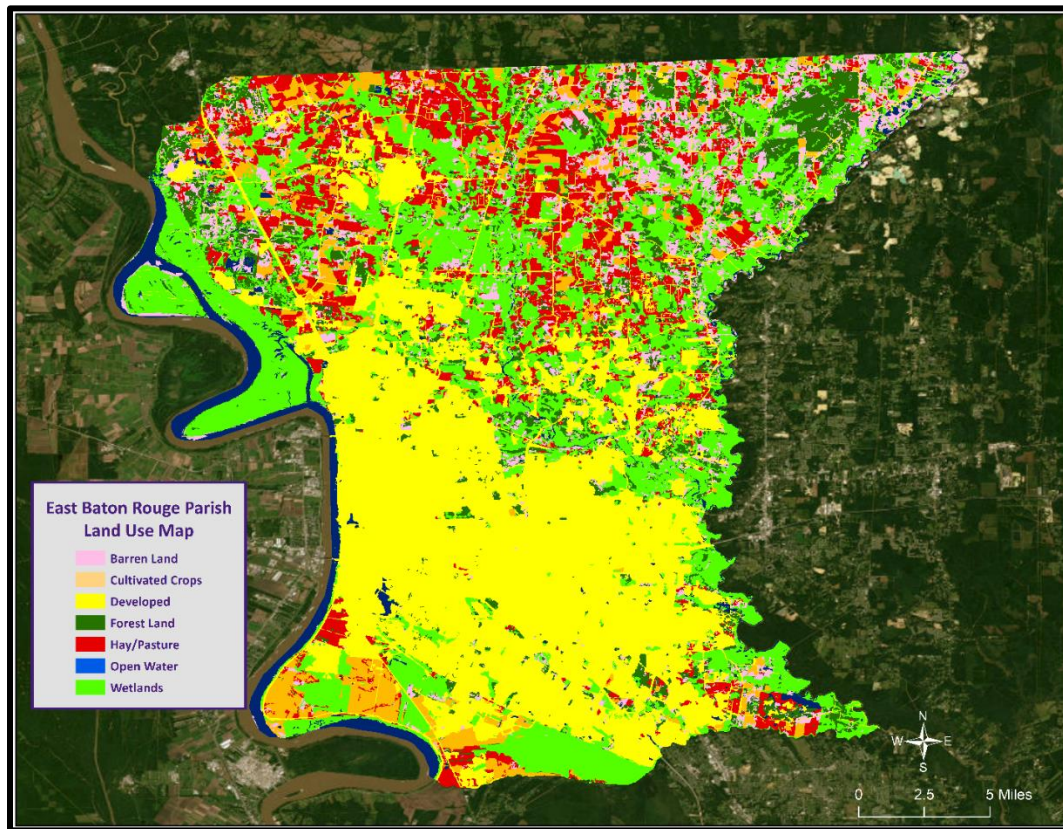 East Baton Rouge Parish
Land Use Map
Barren Land
Cultivated Crops
Developed
Forest Land
Hay/Pasture
Open Water
Wetlands
N
W E
S
0 2.5 5 Miles